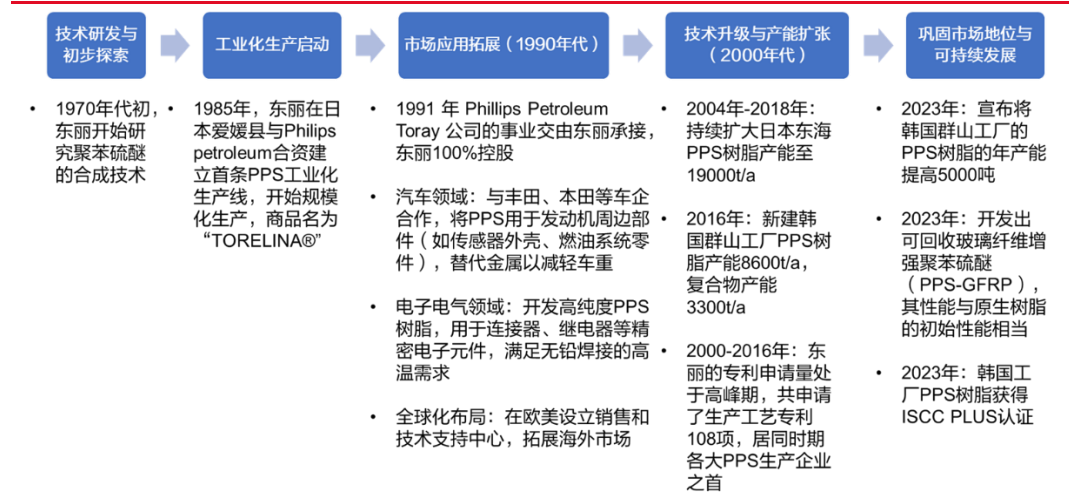 技术研发与
初步探索
工业化生产启动
市场应用拓展（1990年代）
技术升级与产能扩张
（2000年代）
巩固市场地位与
可持续发展
• 1970年代初，
东丽开始研
究聚苯硫醚
的合成技术
• 1985年，东丽在日
本爱媛县与Philips
petroleum合资建
立首条PPS工业化
生产线，开始规模
化生产，商品名为
“TORELINA®”
• 1991 年 Phillips Petroleum
Toray 公司的事业交由东丽承接，
东丽100%控股
• 汽车领域：与丰田、本田等车企
合作，将PPS用于发动机周边部
件（如传感器外壳、燃油系统零
件），替代金属以减轻车重
• 电子电气领域：开发高纯度PPS
树脂，用于连接器、继电器等精
密电子元件，满足无铅焊接的高
温需求
• 全球化布局：在欧美设立销售和
技术支持中心，拓展海外市场
• 2004年-2018年：
持续扩大日本东海
PPS树脂产能至
19000t/a
• 2016年：新建韩
国群山工厂PPS树
脂产能8600t/a，
复合物产能
3300t/a
• 2000-2016年：东
丽的专利申请量处
于高峰期，共申请
了生产工艺专利
108项，居同时期
各大PPS生产企业
之首
• 2023年：宣布将
韩国群山工厂的
PPS树脂的年产能
提高5000吨
• 2023年：开发出
可回收玻璃纤维增
强聚苯硫醚
（PPS-GFRP），
其性能与原生树脂
的初始性能相当
• 2023年：韩国工
厂PPS树脂获得
ISCC PLUS认证